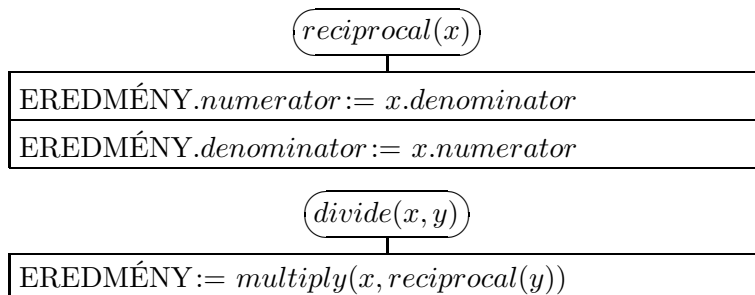 reciprocal(x)
EREDMÉNY.numerator:= x.denominator
EREDMÉNY.denominator:= x.numerator
divide(x, y)
EREDMÉNY:= multiply(x, reciprocal(y))